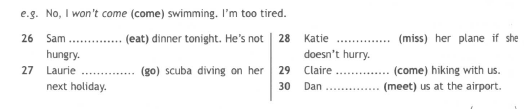 e.g. No, I won't come (come) swimming. I'm too tired.
26 Sam .............. (eat) dinner tonight. He's not
hungry.
27 Laurie .............. (go) scuba diving on her
next holiday.
28 Katie .............. (miss) her plane if she
doesn't hurry.
29 Claire .............. (come) hiking with us.
30 Dan .............. (meet) us at the airport.